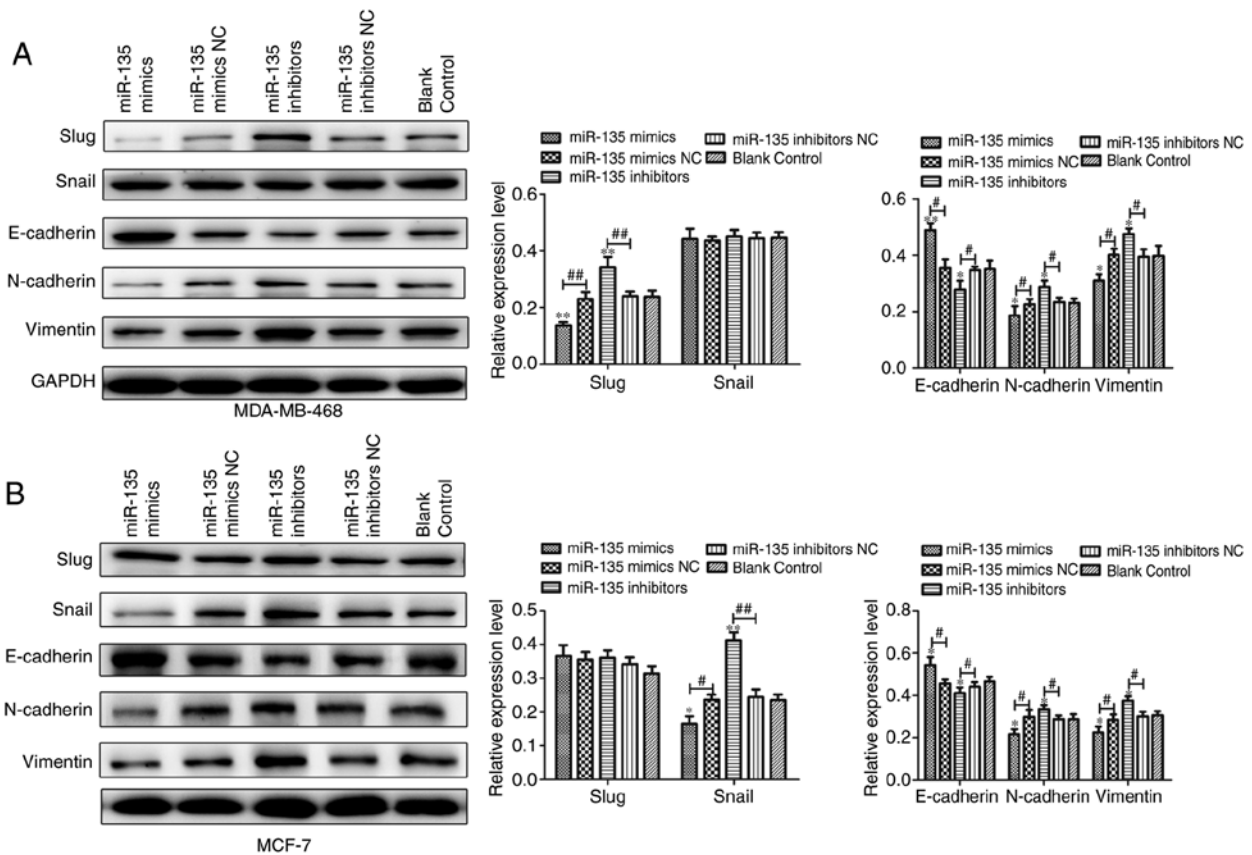 A
miR-135
mimics
miR-135
mimics NC
miR-135
inhibitors
miR-135
inhibitors NC
Blank
Control
Slug
Snail
E-cadherin
N-cadherin
Vimentin
GAPDH
MDA-MB-468
miR-135 mimics
miR-135 mimics NC
miR-135 inhibitors
miR-135 inhibitors NC
Blank Control
Relative expression level
0.6
0.4
0.2
0.0
**
##
**
##
Slug
Snail
miR-135 mimics
miR-135 mimics NC
miR-135 inhibitors
miR-135 inhibitors NC
Blank Control
Relative expression level
0.6
0.4
0.2
0.0
**
#
*
#
*
#
*
#
*
#
*
#
E-cadherin
N-cadherin
Vimentin
B
miR-135
mimics
miR-135
mimics NC
miR-135
inhibitors
miR-135
inhibitors NC
Blank
Control
Slug
Snail
E-cadherin
N-cadherin
Vimentin
MCF-7
miR-135 mimics
miR-135 mimics NC
miR-135 inhibitors
miR-135 inhibitors NC
Blank Control
Relative expression level
0.5
0.4
0.3
0.2
0.1
0.0
*
#
**
##
Slug
Snail
miR-135 mimics
miR-135 mimics NC
miR-135 inhibitors
miR-135 inhibitors NC
Blank Control
Relative expression level
0.8
0.6
0.4
0.2
0.0
*
#
*
#
*
#
*
#
*
#
*
#
E-cadherin
N-cadherin
Vimentin